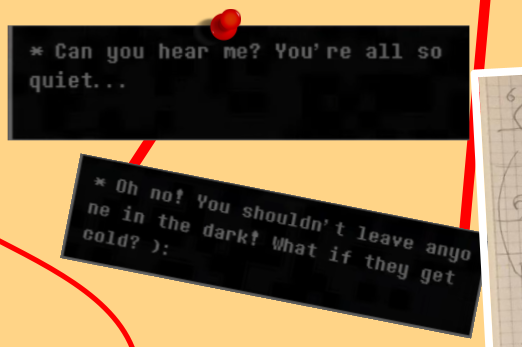 * Can you hear me? You're all so
quiet...
* Oh no! You shouldn't leave anyo
ne in the dark! What if they get
cold? ):
6